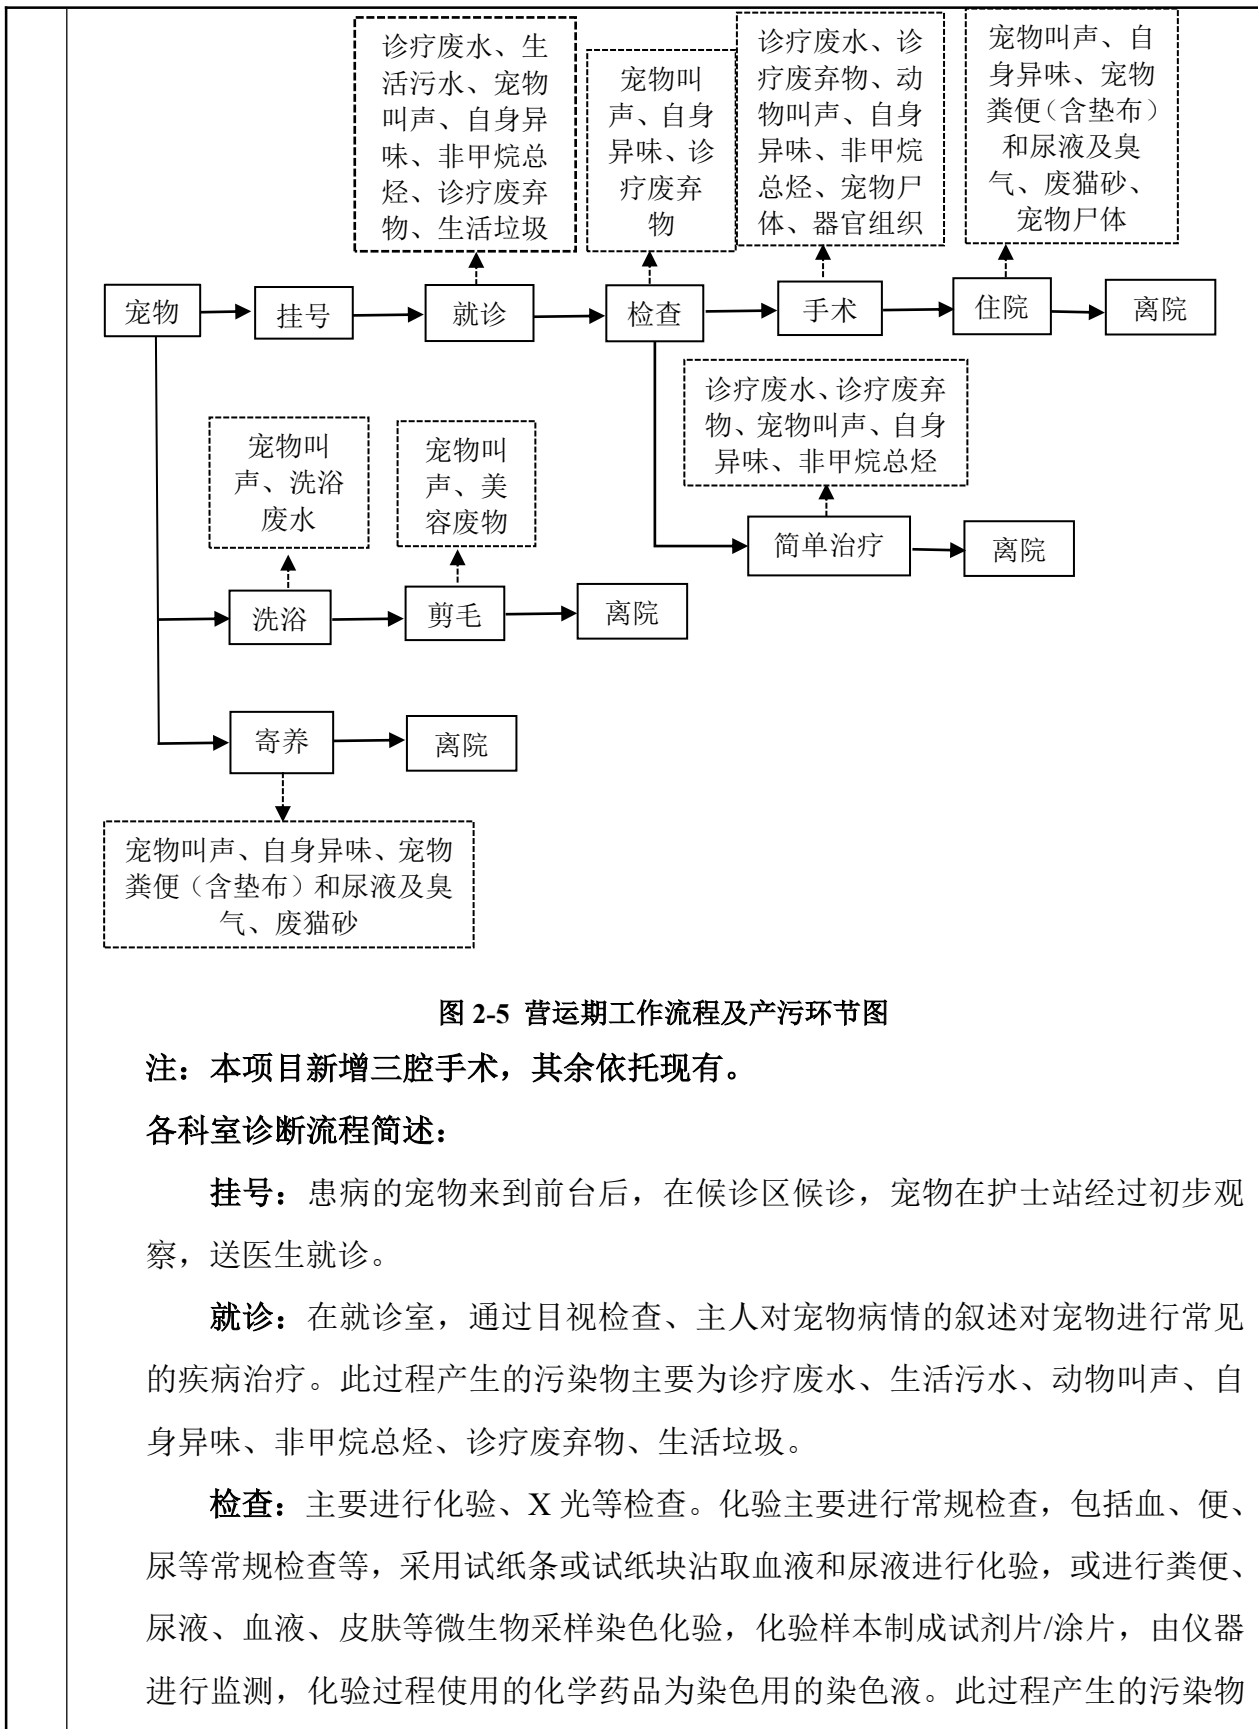 诊疗废水、生
活污水、宠物
叫声、自身异
味、非甲烷总
烃、诊疗废弃
物、生活垃圾
宠物叫
声、自身
异味、诊
疗废弃
物
诊疗废水、诊
疗废弃物、动
物叫声、自身
异味、非甲烷
总烃、宠物尸
体、器官组织
宠物叫声、自
身异味、宠物
粪便（含垫布）
和尿液及臭
气、废猫砂、
宠物尸体
宠物
挂号
就诊
检查
手术
住院
离院
诊疗废水、诊疗废弃
物、宠物叫声、自身
异味、非甲烷总烃
宠物叫
声、洗浴
废水
宠物叫
声、美
容废物
简单治疗
离院
洗浴
剪毛
离院
寄养
离院
宠物叫声、自身异味、宠物
粪便（含垫布）和尿液及臭
气、废猫砂
图 2-5 营运期工作流程及产污环节图
注：本项目新增三腔手术，其余依托现有。
各科室诊断流程简述：
挂号：患病的宠物来到前台后，在候诊区候诊，宠物在护士站经过初步观
察，送医生就诊。
就诊：在就诊室，通过目视检查、主人对宠物病情的叙述对宠物进行常见
的疾病治疗。此过程产生的污染物主要为诊疗废水、生活污水、动物叫声、自
身异味、非甲烷总烃、诊疗废弃物、生活垃圾。
检查：主要进行化验、X 光等检查。化验主要进行常规检查，包括血、便、
尿等常规检查等，采用试纸条或试纸块沾取血液和尿液进行化验，或进行粪便、
尿液、血液、皮肤等微生物采样染色化验，化验样本制成试剂片/涂片，由仪器
进行监测，化验过程使用的化学药品为染色用的染色液。此过程产生的污染物